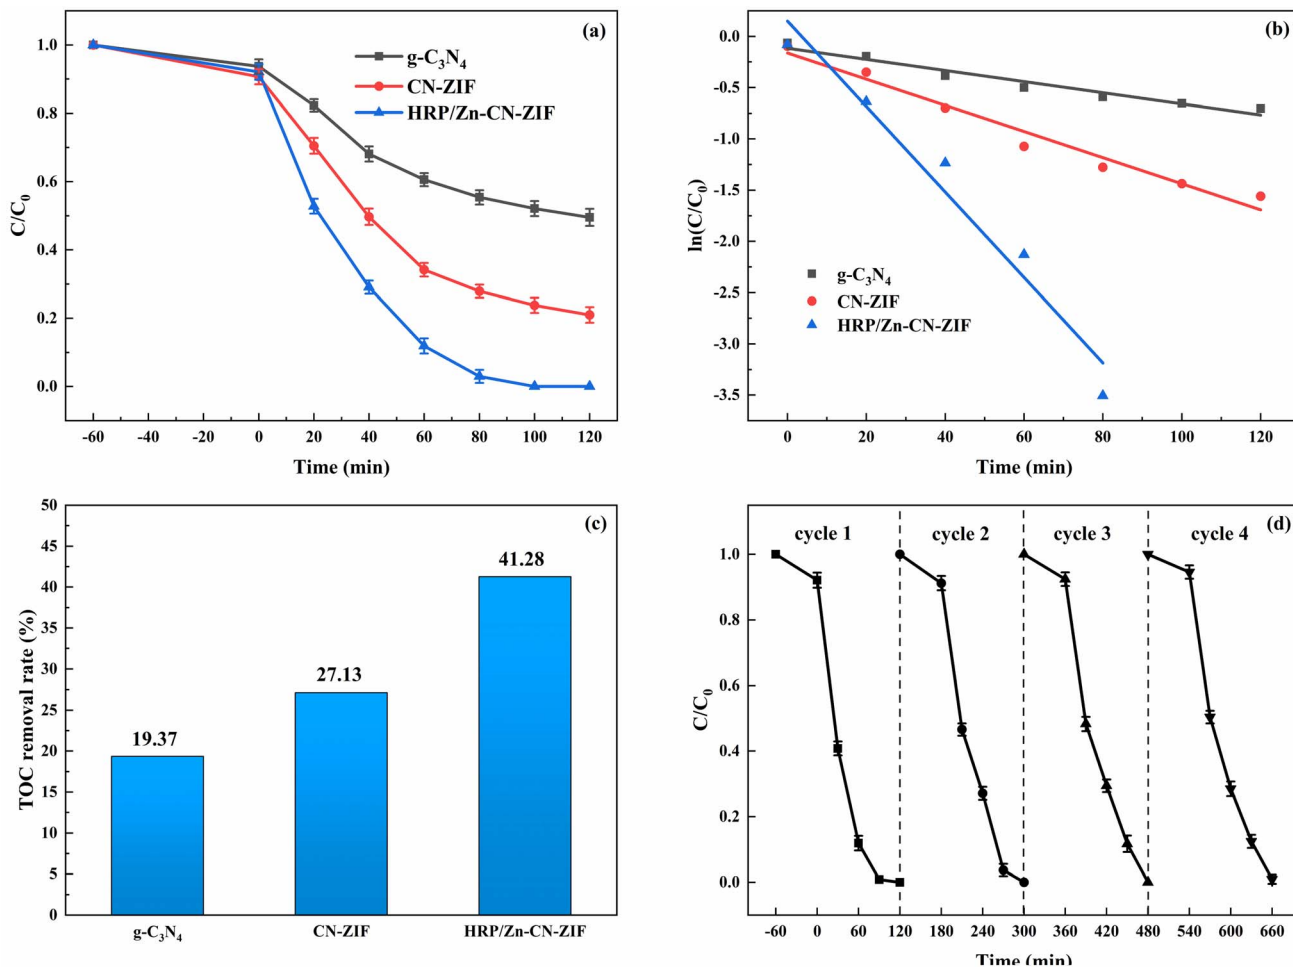 (a)
g-C₃N₄
CN-ZIF
HRP/Zn-CN-ZIF
1.0
0.8
0.6
0.4
0.2
0.0
C/C₀
-60 -40 -20 0 20 40 60 80 100 120
Time (min)
(b)
0.0
-0.5
-1.0
-1.5
-2.0
-2.5
-3.0
-3.5
ln(C/C₀)
g-C₃N₄
CN-ZIF
HRP/Zn-CN-ZIF
0 20 40 60 80 100 120
Time (min)
(c)
50
45
40
35
30
25
20
15
10
5
0
TOC removal rate (%)
19.37
27.13
41.28
g-C₃N₄ CN-ZIF HRP/Zn-CN-ZIF
(d)
cycle 1 cycle 2 cycle 3 cycle 4
1.0
0.8
0.6
0.4
0.2
0.0
C/C₀
-60 0 60 120 180 240 300 360 420 480 540 600 660
Time (min)